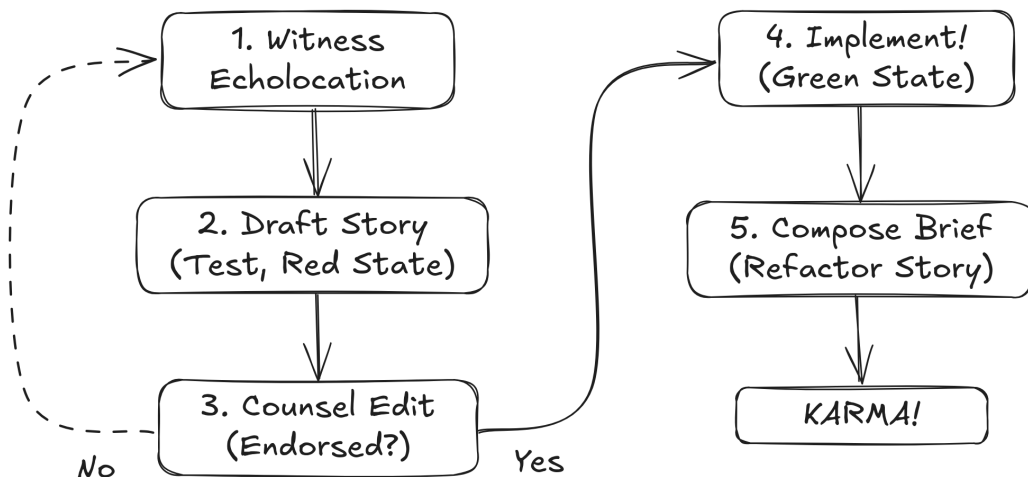 1. Witness
Echolocation
2. Draft Story
(Test, Red State)
3. Counsel Edit
(Endorsed?)
No
Yes
4. Implement!
(Green State)
5. Compose Brief
(Refactor Story)
KARMA!